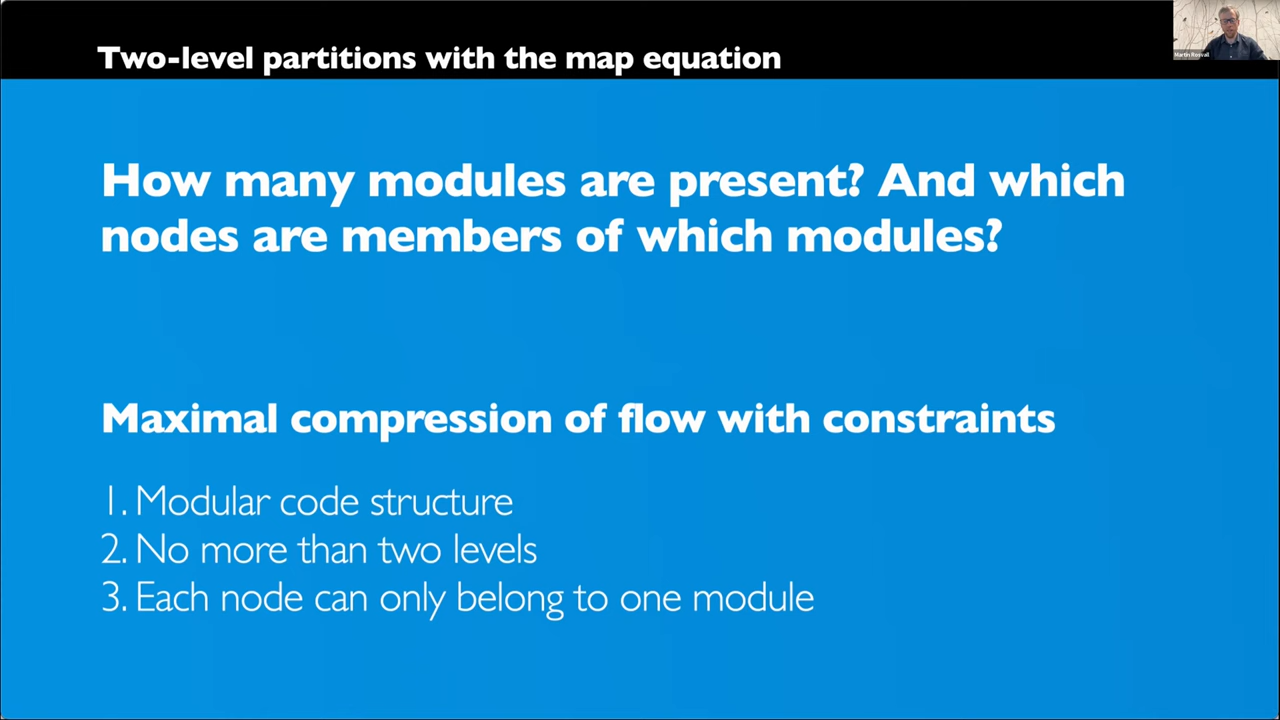 Two-level partitions with the map equation
Martin Rosvall
How many modules are present? And which
nodes are members of which modules?
Maximal compression of flow with constraints
1. Modular code structure
2. No more than two levels
3. Each node can only belong to one module